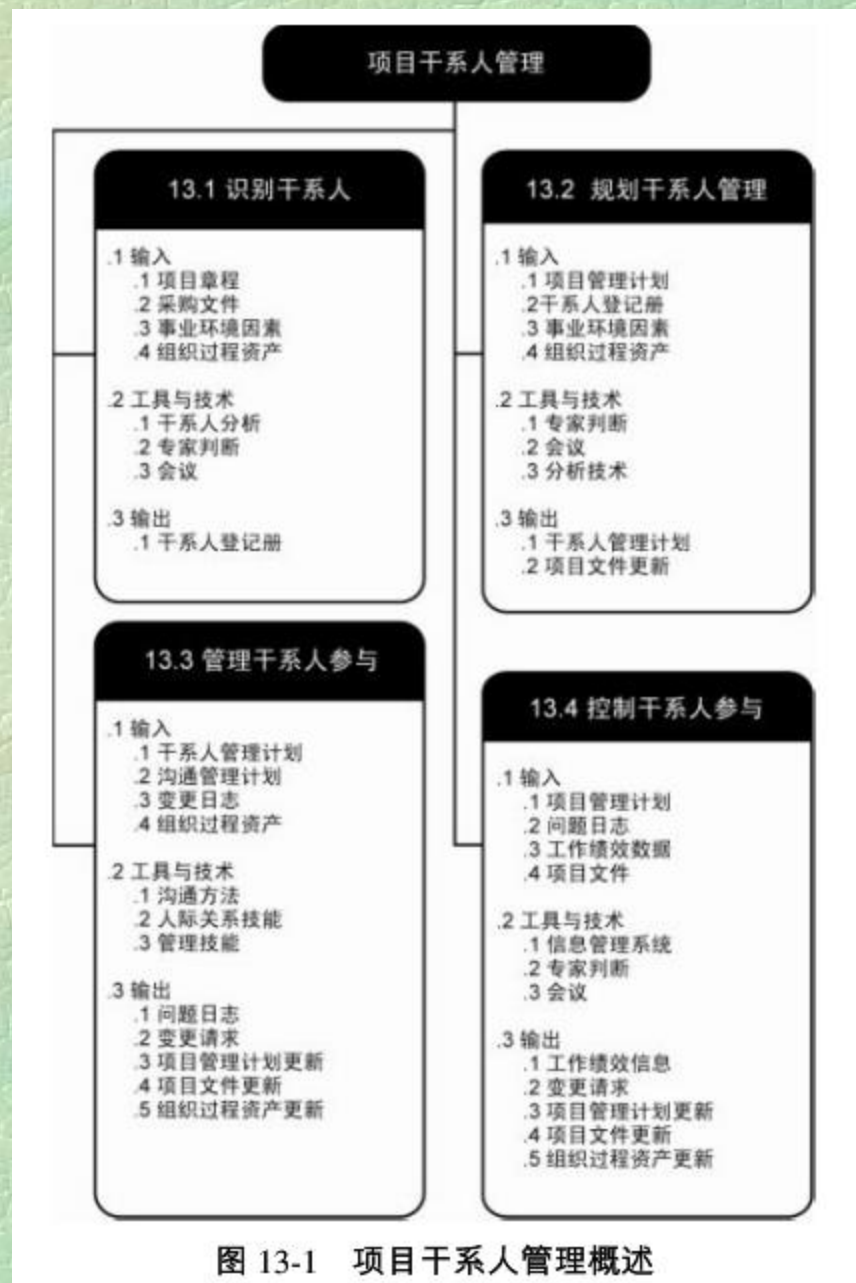 项目干系人管理
13.1 识别干系人
.1 输入
.1 项目章程
.2 采购文件
.3 事业环境因素
.4 组织过程资产
.2 工具与技术
.1 干系人分析
.2 专家判断
.3 会议
.3 输出
.1 干系人登记册
13.2 规划干系人管理
.1 输入
.1 项目管理计划
.2干系人登记册
.3 事业环境因素
.4 组织过程资产
.2 工具与技术
.1 专家判断
.2 会议
.3 分析技术
.3 输出
.1 干系人管理计划
.2 项目文件更新
13.3 管理干系人参与
.1 输入
.1 干系人管理计划
.2 沟通管理计划
.3 变更日志
.4 组织过程资产
.2 工具与技术
.1 沟通方法
.2 人际关系技能
.3 管理技能
.3 输出
.1 问题日志
.2 变更请求
.3 项目管理计划更新
.4 项目文件更新
.5 组织过程资产更新
13.4 控制干系人参与
.1 输入
.1 项目管理计划
.2 问题日志
.3 工作绩效数据
.4 项目文件
.2 工具与技术
.1 信息管理系统
.2 专家判断
.3 会议
.3 输出
.1 工作绩效信息
.2 变更请求
.3 项目管理计划更新
.4 项目文件更新
.5 组织过程资产更新
图 13-1 项目干系人管理概述